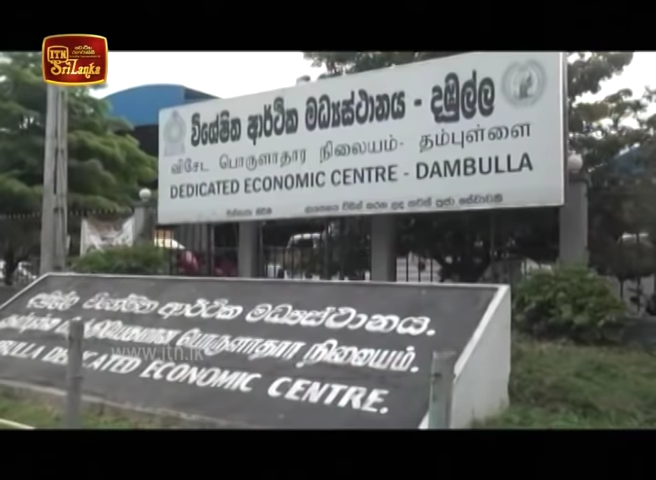 ITN
Sri Lanka
විශේෂිත ආර්ථික මධ්‍යස්ථානය - දඹුල්ල
விசேட பொருளாதார நிலையம்- தம்புள்ளை
DEDICATED ECONOMIC CENTRE - DAMBULLA
දඹුල්ල විශේෂිත ආර්ථික මධ්‍යස්ථානය.
பொருளாதார நிலையம்.
www.itn.lk
DEDICATED ECONOMIC CENTRE.